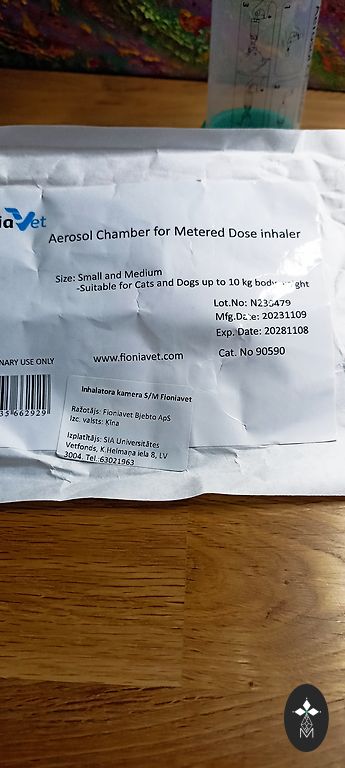 iaVet
Aerosol Chamber for Metered Dose inhaler
Size: Small and Medium
-Suitable for Cats and Dogs up to 10 kg body
Lot.No:
Mfg.Date: 20231109
Exp. Date: 20281108
NARY USE ONLY
www.fioniavet.com
Cat. No 90590
35 662929
Inhalatora kamera S/M Fioniavet
Ražotājs: Fioniavet Bjebto ApS
Izc. valsts: Ķīna
Izplatītājs: SIA Universitātes
Vetfonds, K.Helmaņa iela 8, LV
3004. Tel.:63021963
M